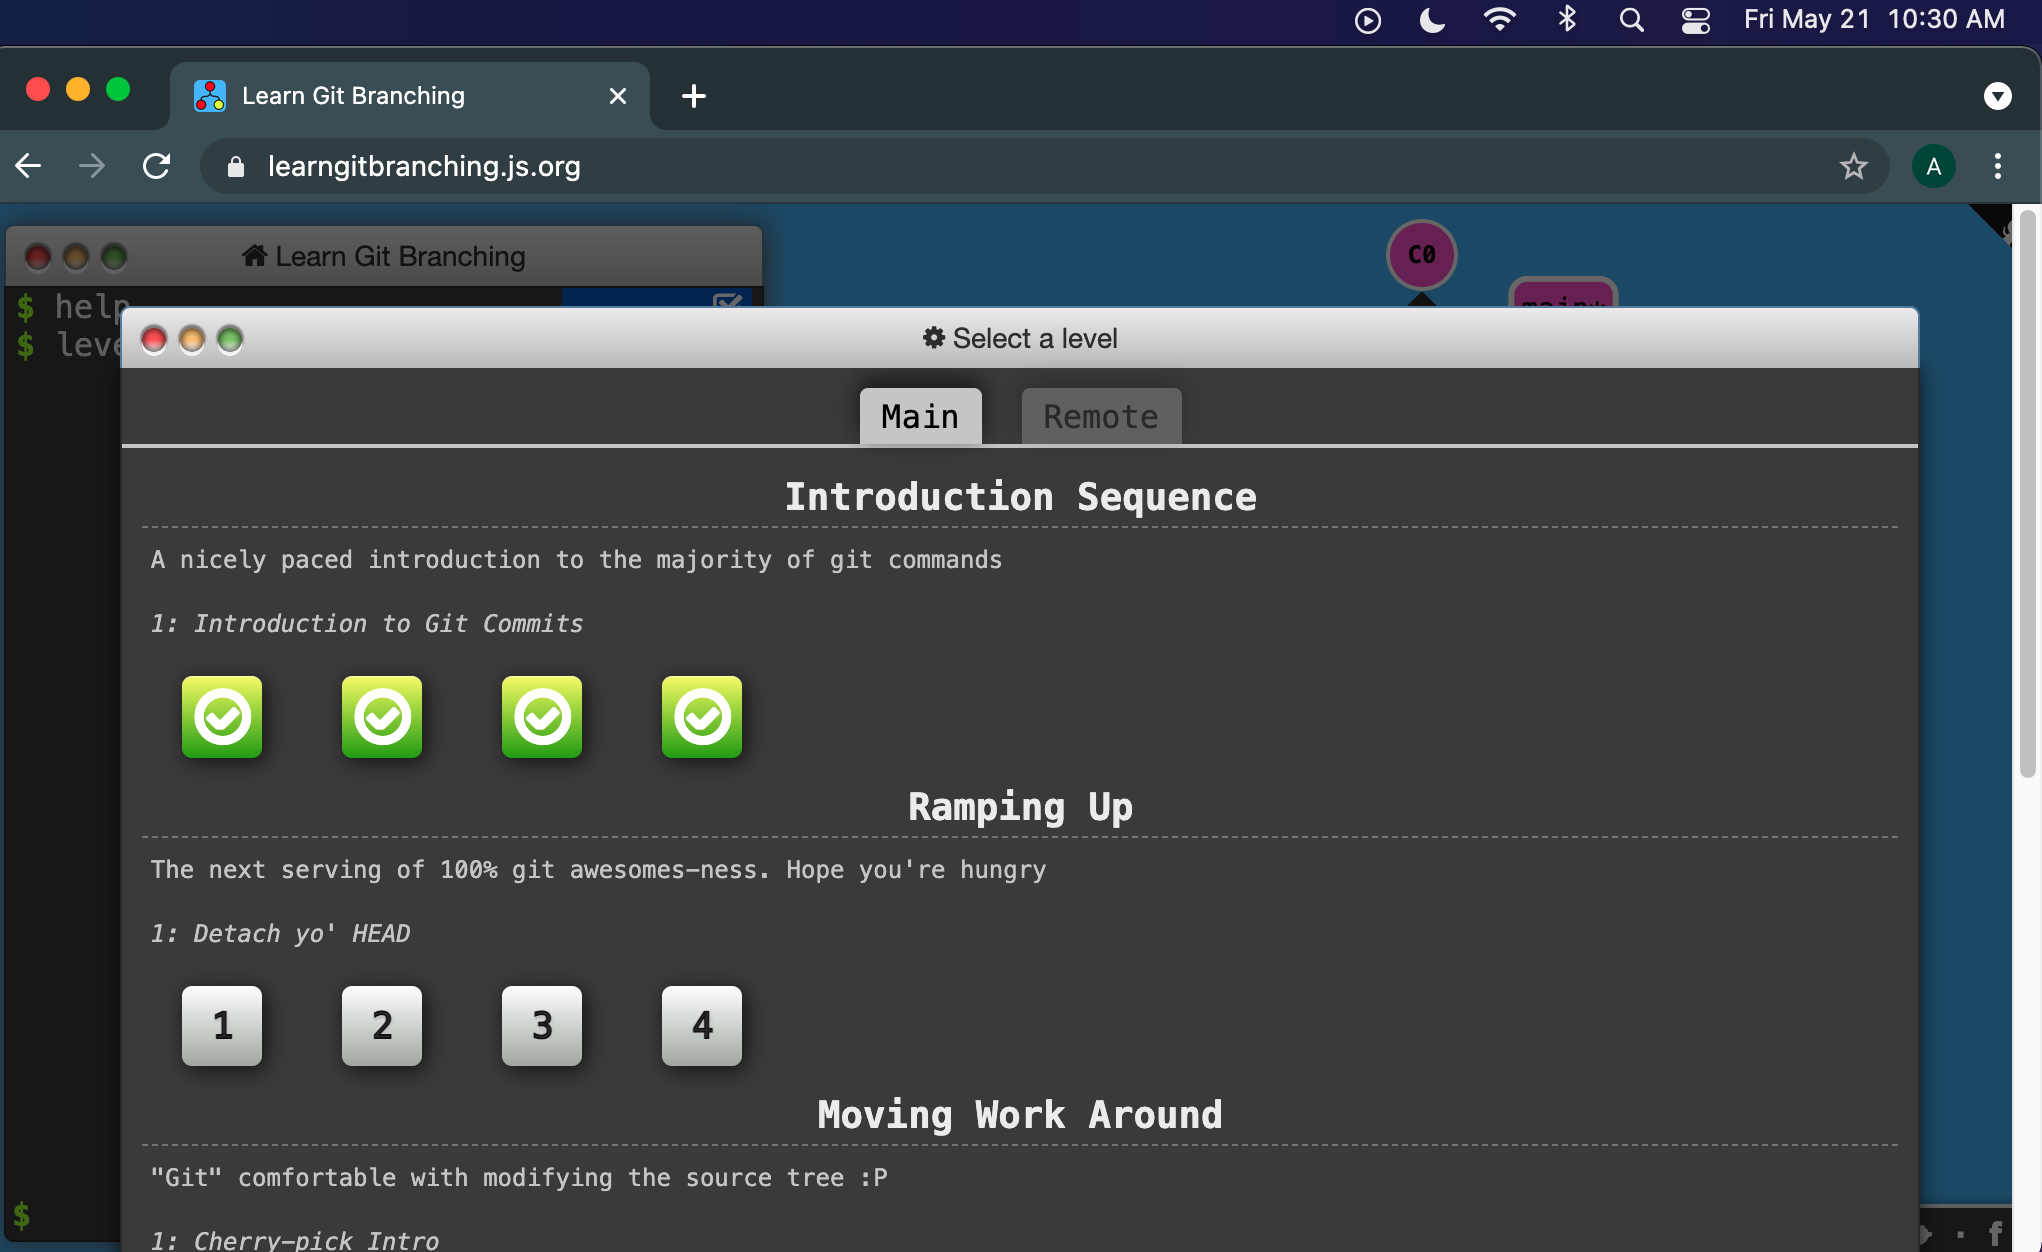 Fri May 21 10:30 AM
Learn Git Branching
learngitbranching.js.org
A
Learn Git Branching
C0
$ help
$ leve
Select a level
Main Remote
Introduction Sequence
A nicely paced introduction to the majority of git commands
1: Introduction to Git Commits
Ramping Up
The next serving of 100% git awesomes-ness. Hope you're hungry
1: Detach yo' HEAD
1 2 3 4
Moving Work Around
"Git" comfortable with modifying the source tree :P
$
1: Cherry-pick Intro
f